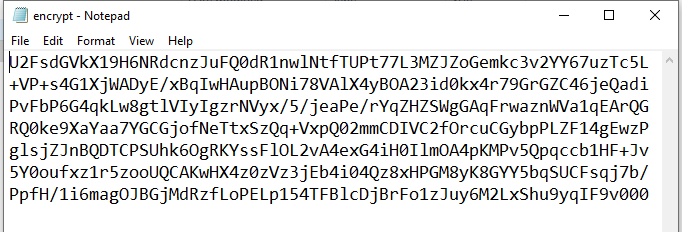 encrypt - Notepad
File Edit Format View Help
U2FsdGVkX19H6NRdcnzJuFQ0dR1nwlNtfTUPt77L3MZJZoGemkc3v2YY67uzTc5L
+VP+s4G1XjWADyE/xBqIwHAupBONi78VAlX4yBOA23id0kx4r79GrGZC46jeQadi
PvFbP6G4qkLw8gtlVIyIgzrNVyx/5/jeaPe/rYqZHZSWgGAqFrwaznWVa1qEArQG
RQ0ke9XaYaa7YGCGjofNeTtxSzQq+VxpQ02mmCDIVC2fOrcuCGybpPLZF14gEwzP
glsjZJnBQDTCPSUhk6OgRKYssFlOL2vA4exG4iH0IlmOA4pKMPv5Qpqccb1HF+Jv
5Y0oufxz1r5zooUQCAKwHX4z0zVz3jEb4i04Qz8xHPGM8yK8GYY5bqSUCFsqj7b/
PpfH/1i6magOJBGjMdRzfLoPELp154TFBlcDjBrFo1zJuy6M2LxShu9yqIF9v000